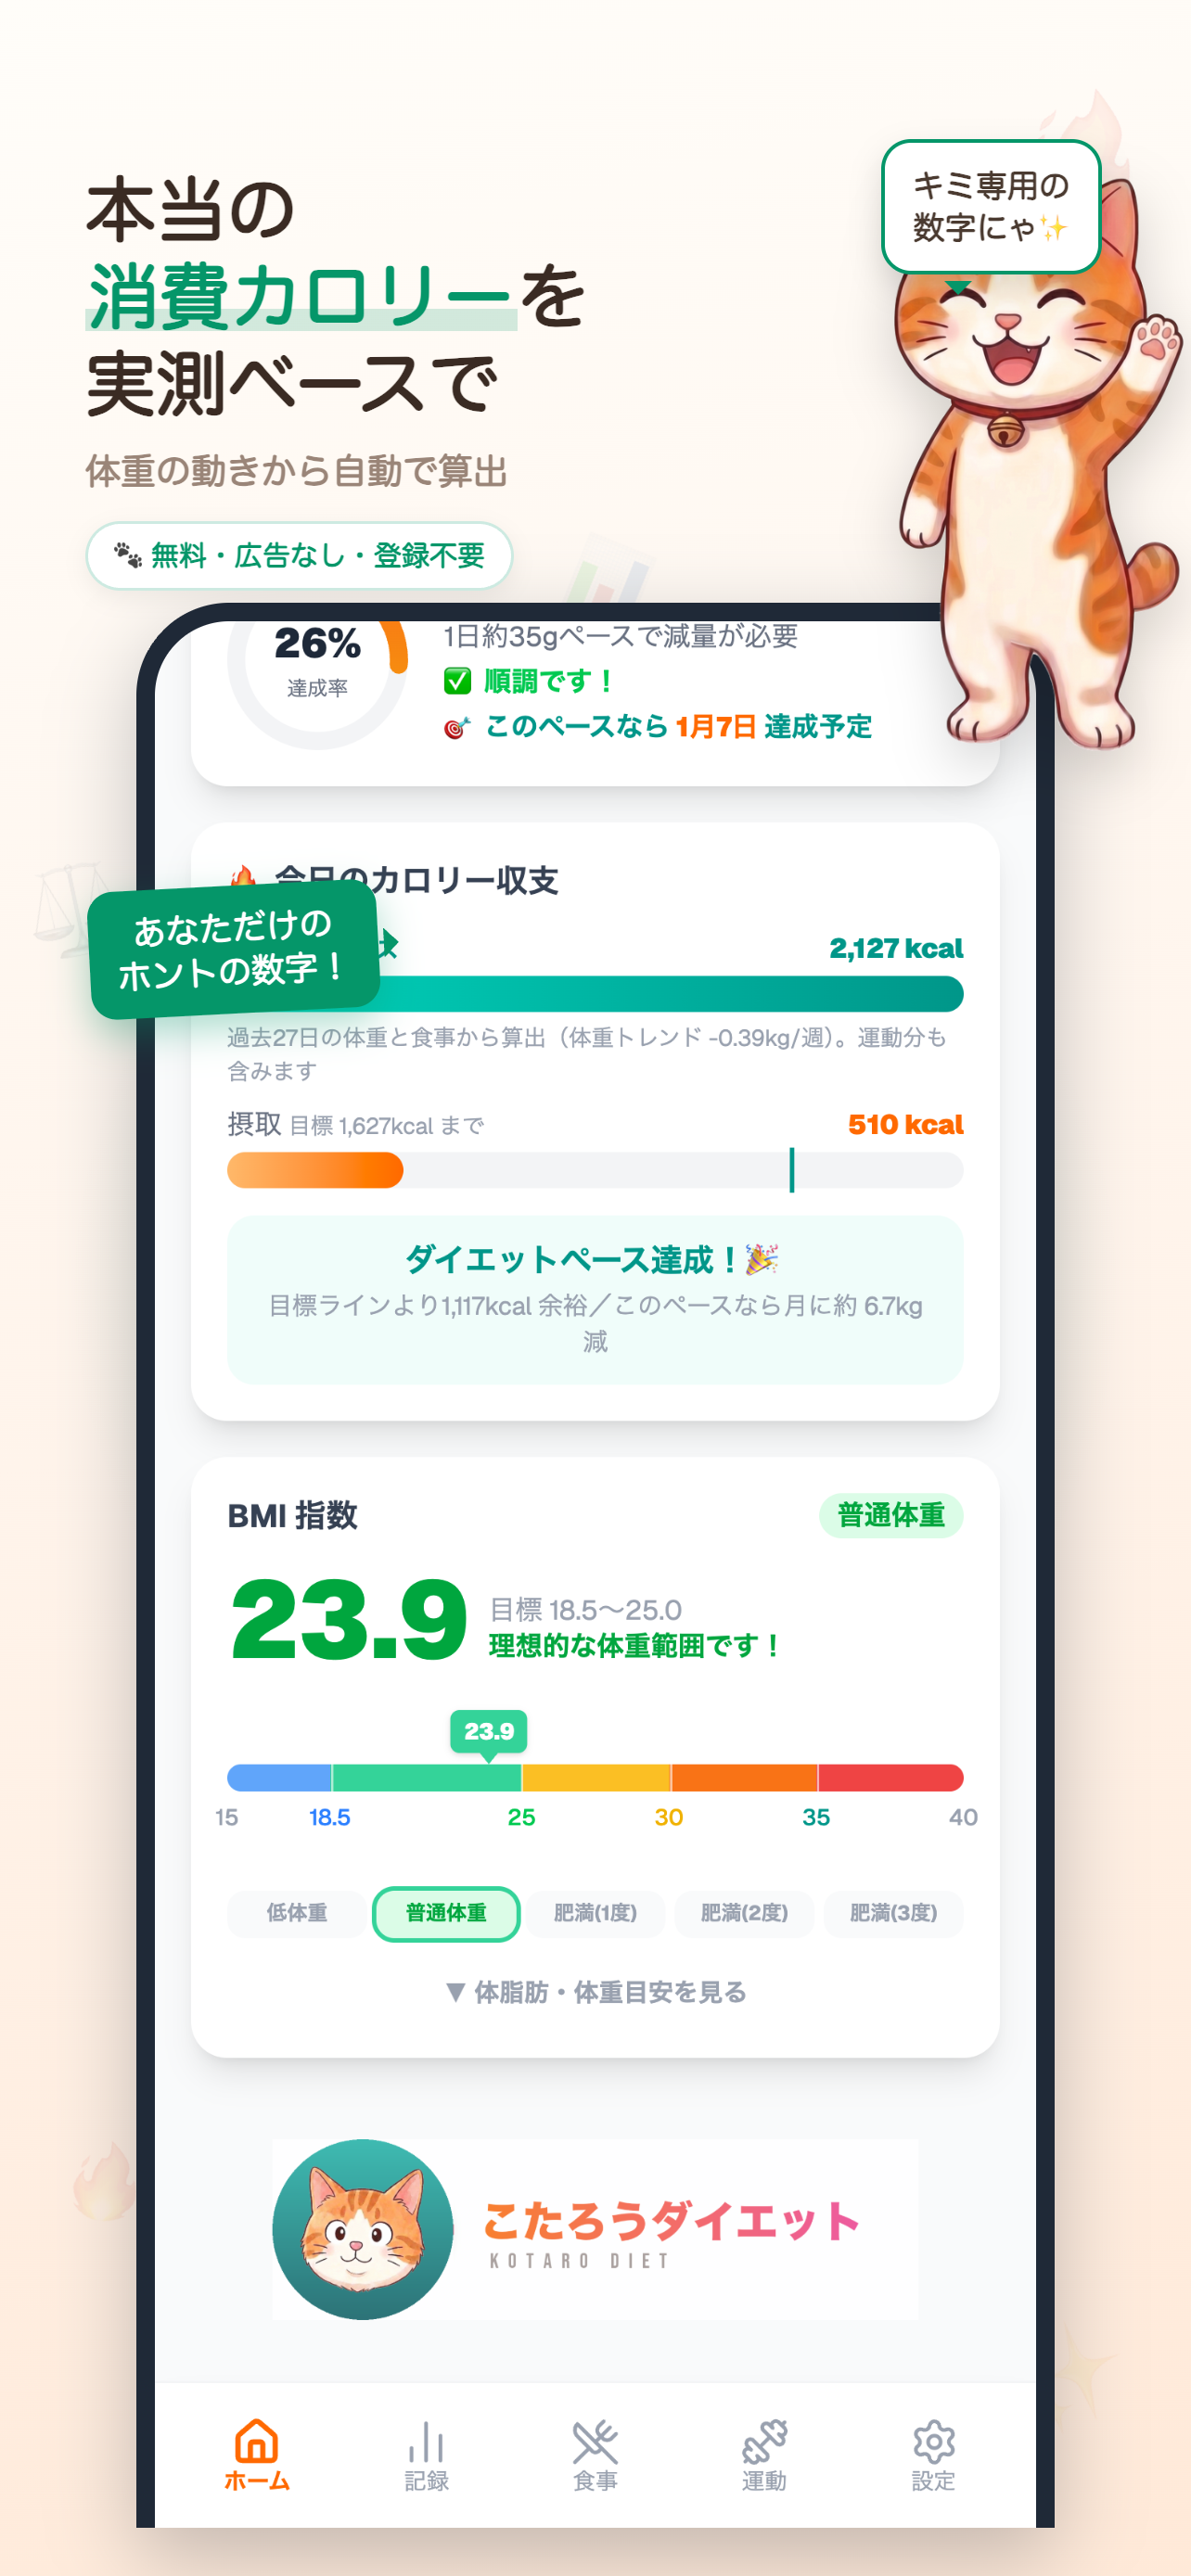 本当の
消費カロリーを
実測ベースで
体重の動きから自動で算出
🐾 無料・広告なし・登録不要
キミ専用の
数字にゃ✨
26%
達成率
1日約35gペースで減量が必要
✅ 順調です！
🎯 このペースなら 1月7日 達成予定
🔥 今日のカロリー収支
あなただけの
ホントの数字！
2,127 kcal
過去27日の体重と食事から算出（体重トレンド -0.39kg/週）。運動分も
含みます
摂取 目標 1,627kcal まで
510 kcal
ダイエットペース達成！🎉
目標ラインより1,117kcal 余裕／このペースなら月に約 6.7kg
減
BMI 指数
普通体重
23.9
目標 18.5〜25.0
理想的な体重範囲です！
23.9
15 18.5 25 30 35 40
低体重 普通体重 肥満(1度) 肥満(2度) 肥満(3度)
▼ 体脂肪・体重目安を見る
こたろうダイエット
KOTARO DIET
ホーム 記録 食事 運動 設定